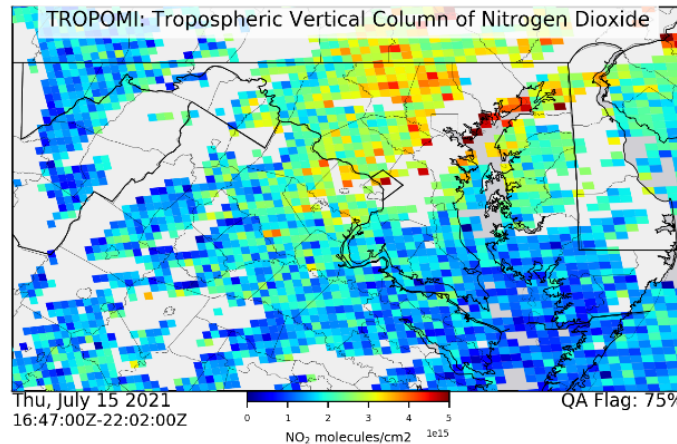 TROPOMI: Tropospheric Vertical Column of Nitrogen Dioxide
Thu, July 15 2021
QA Flag: 75%
16:47:00Z-22:02:00Z
0 1 2 3 4 5
1e15
NO₂ molecules/cm2